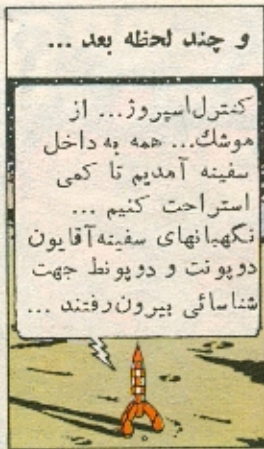 و چند لحظه بعد ...
کنترل اسپروژ... از
موشك... همه به داخل
سفینه آمدیم تا کمی
استراحت کنیم ...
نگهبانهای سفینه آقایون
دوپونت و دوپونط جهت
شناسائی بیرون رفتند ...